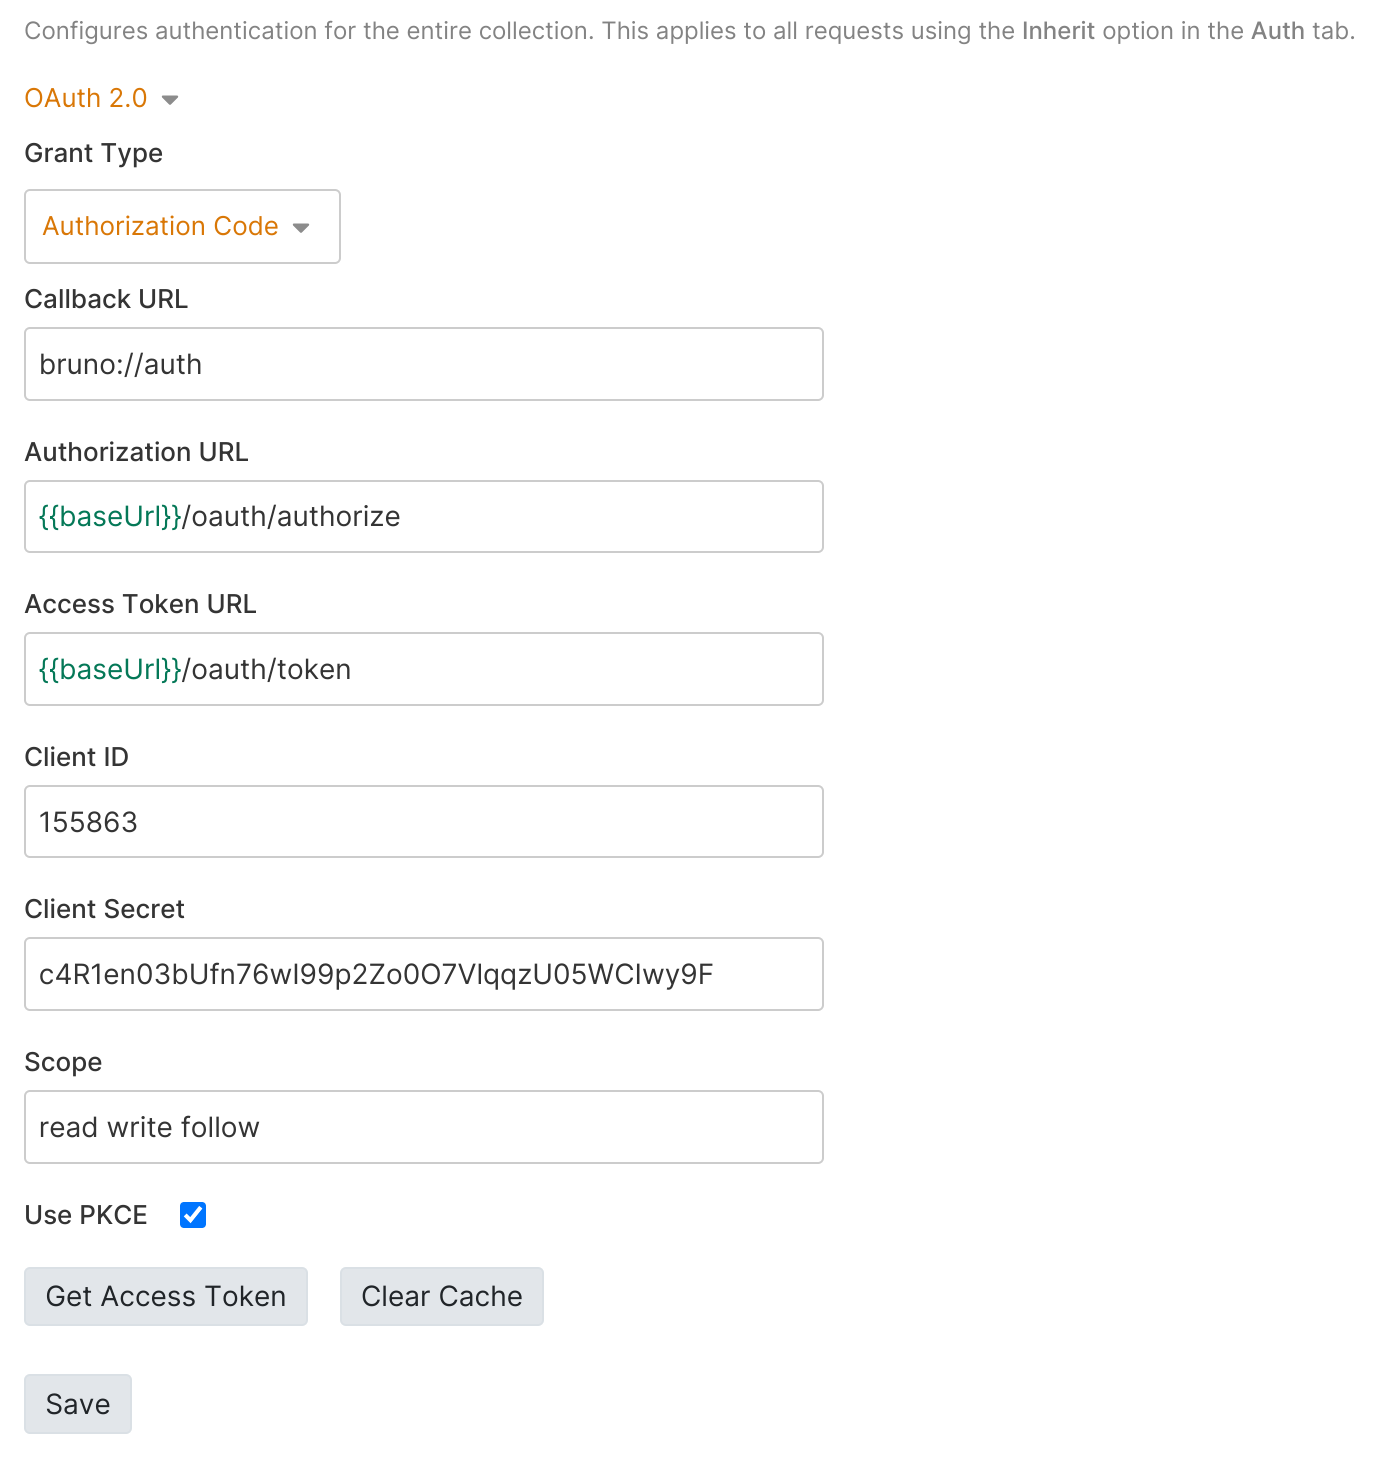 Configures authentication for the entire collection. This applies to all requests using the Inherit option in the Auth tab.
OAuth 2.0
Grant Type
Authorization Code
Callback URL
bruno://auth
Authorization URL
{{baseUrl}}/oauth/authorize
Access Token URL
{{baseUrl}}/oauth/token
Client ID
155863
Client Secret
c4R1en03bUfn76wI99p2Zo0O7VlqqzU05WCIwy9F
Scope
read write follow
Use PKCE
Get Access Token Clear Cache
Save